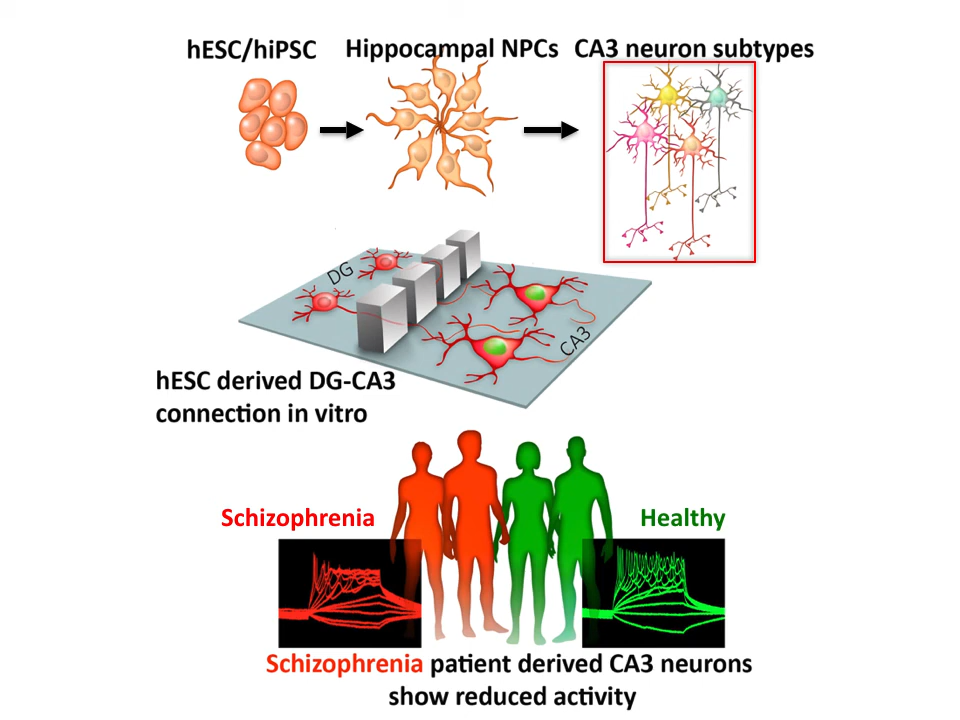 hESC/hiPSC
Hippocampal NPCs
CA3 neuron subtypes
DG
CA3
hESC derived DG-CA3
connection in vitro
Schizophrenia
Healthy
Schizophrenia patient derived CA3 neurons
show reduced activity